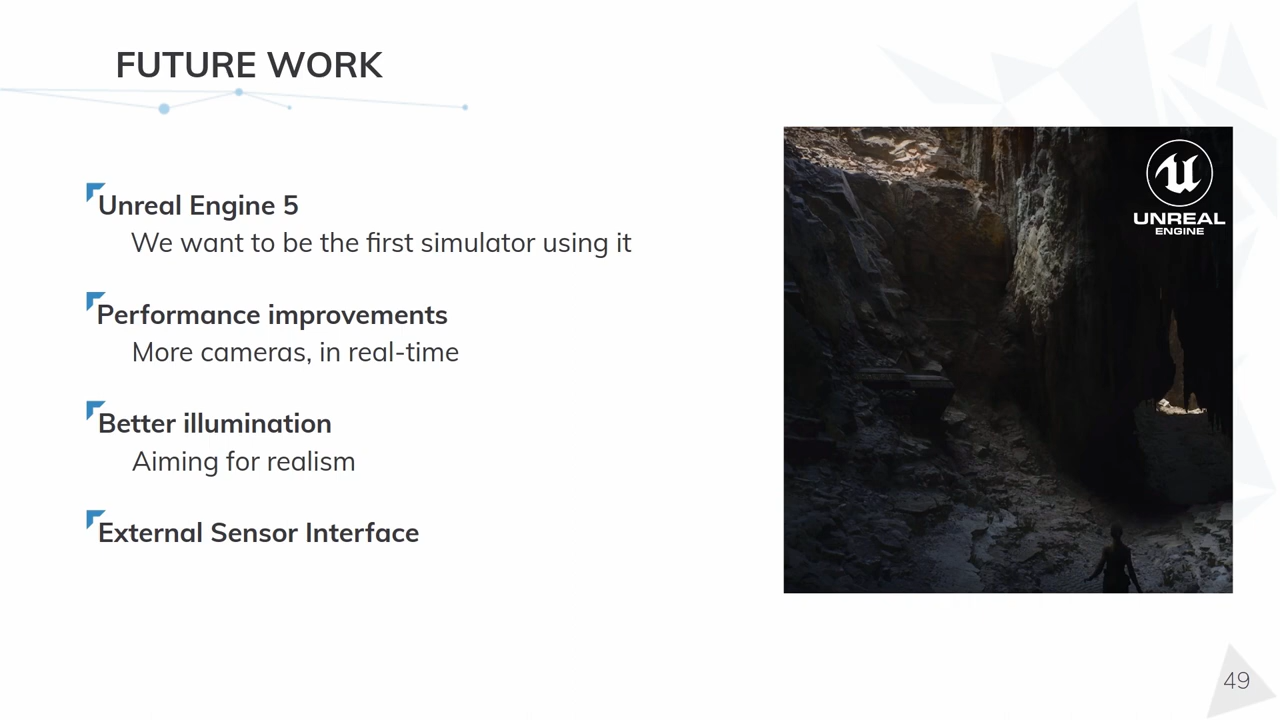 FUTURE WORK
Unreal Engine 5
We want to be the first simulator using it
Performance improvements
More cameras, in real-time
Better illumination
Aiming for realism
External Sensor Interface
UNREAL
ENGINE
49